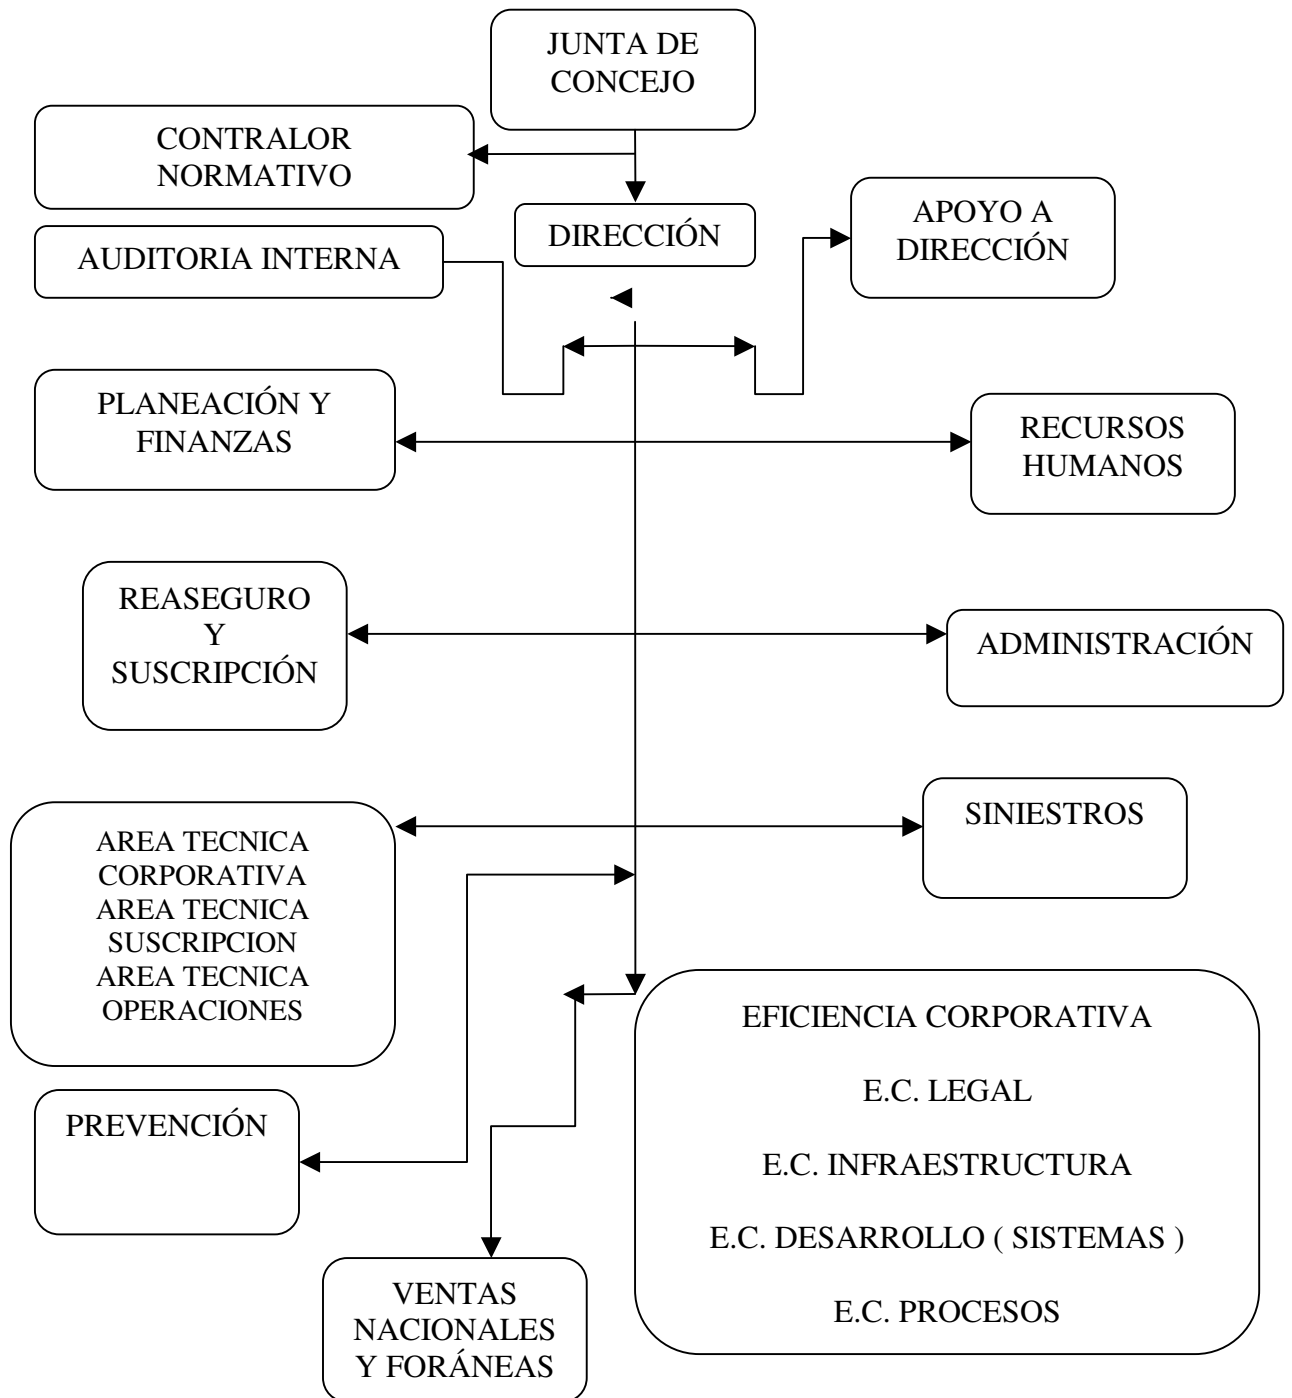 JUNTA DE
CONCEJO
CONTRALOR
NORMATIVO
DIRECCIÓN
APOYO A
DIRECCIÓN
AUDITORIA INTERNA
PLANEACIÓN Y
FINANZAS
RECURSOS
HUMANOS
REASEGURO
Y
SUSCRIPCIÓN
ADMINISTRACIÓN
SINIESTROS
AREA TECNICA
CORPORATIVA
AREA TECNICA
SUSCRIPCION
AREA TECNICA
OPERACIONES
EFICIENCIA CORPORATIVA
E.C. LEGAL
E.C. INFRAESTRUCTURA
E.C. DESARROLLO ( SISTEMAS )
E.C. PROCESOS
PREVENCIÓN
VENTAS
NACIONALES
Y FORÁNEAS